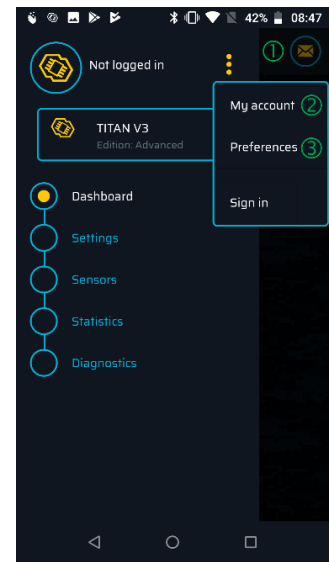 42% 08:47
Not logged in
①
My account ②
TITAN V3
Edition: Advanced
Preferences ③
Dashboard
Sign in
Settings
Sensors
Statistics
Diagnostics